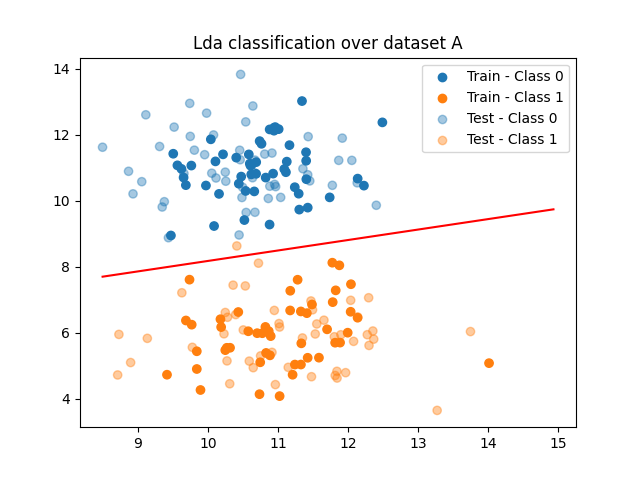 Lda classification over dataset A
Train - Class 0
Train - Class 1
Test - Class 0
Test - Class 1
14
12
10
8
6
4
9 10 11 12 13 14 15